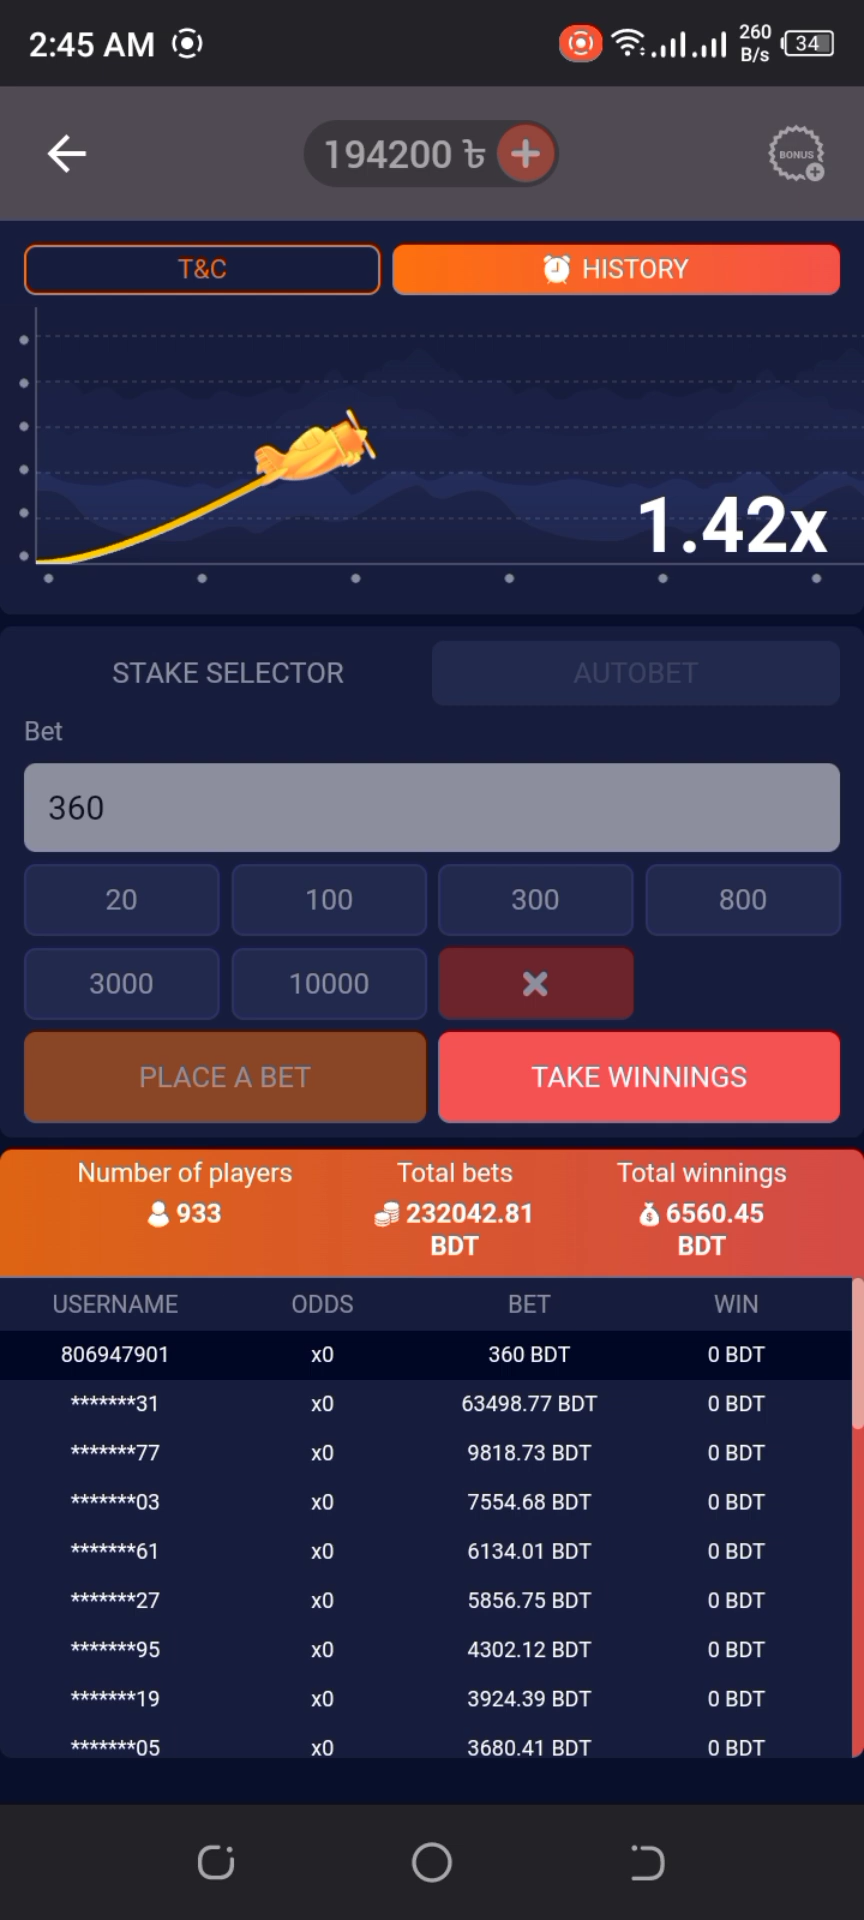 2:45 AM
260
B/s
34
194200 ৳
BONUS
T&C
HISTORY
1.42x
STAKE SELECTOR
AUTOBET
Bet
360
20 100 300 800
3000 10000
PLACE A BET
TAKE WINNINGS
Number of players Total bets Total winnings
933 232042.81 6560.45
BDT BDT
USERNAME ODDS BET WIN
806947901 x0 360 BDT 0 BDT
*******31 x0 63498.77 BDT 0 BDT
*******77 x0 9818.73 BDT 0 BDT
*******03 x0 7554.68 BDT 0 BDT
*******61 x0 6134.01 BDT 0 BDT
*******27 x0 5856.75 BDT 0 BDT
*******95 x0 4302.12 BDT 0 BDT
*******19 x0 3924.39 BDT 0 BDT
*******05 x0 3680.41 BDT 0 BDT